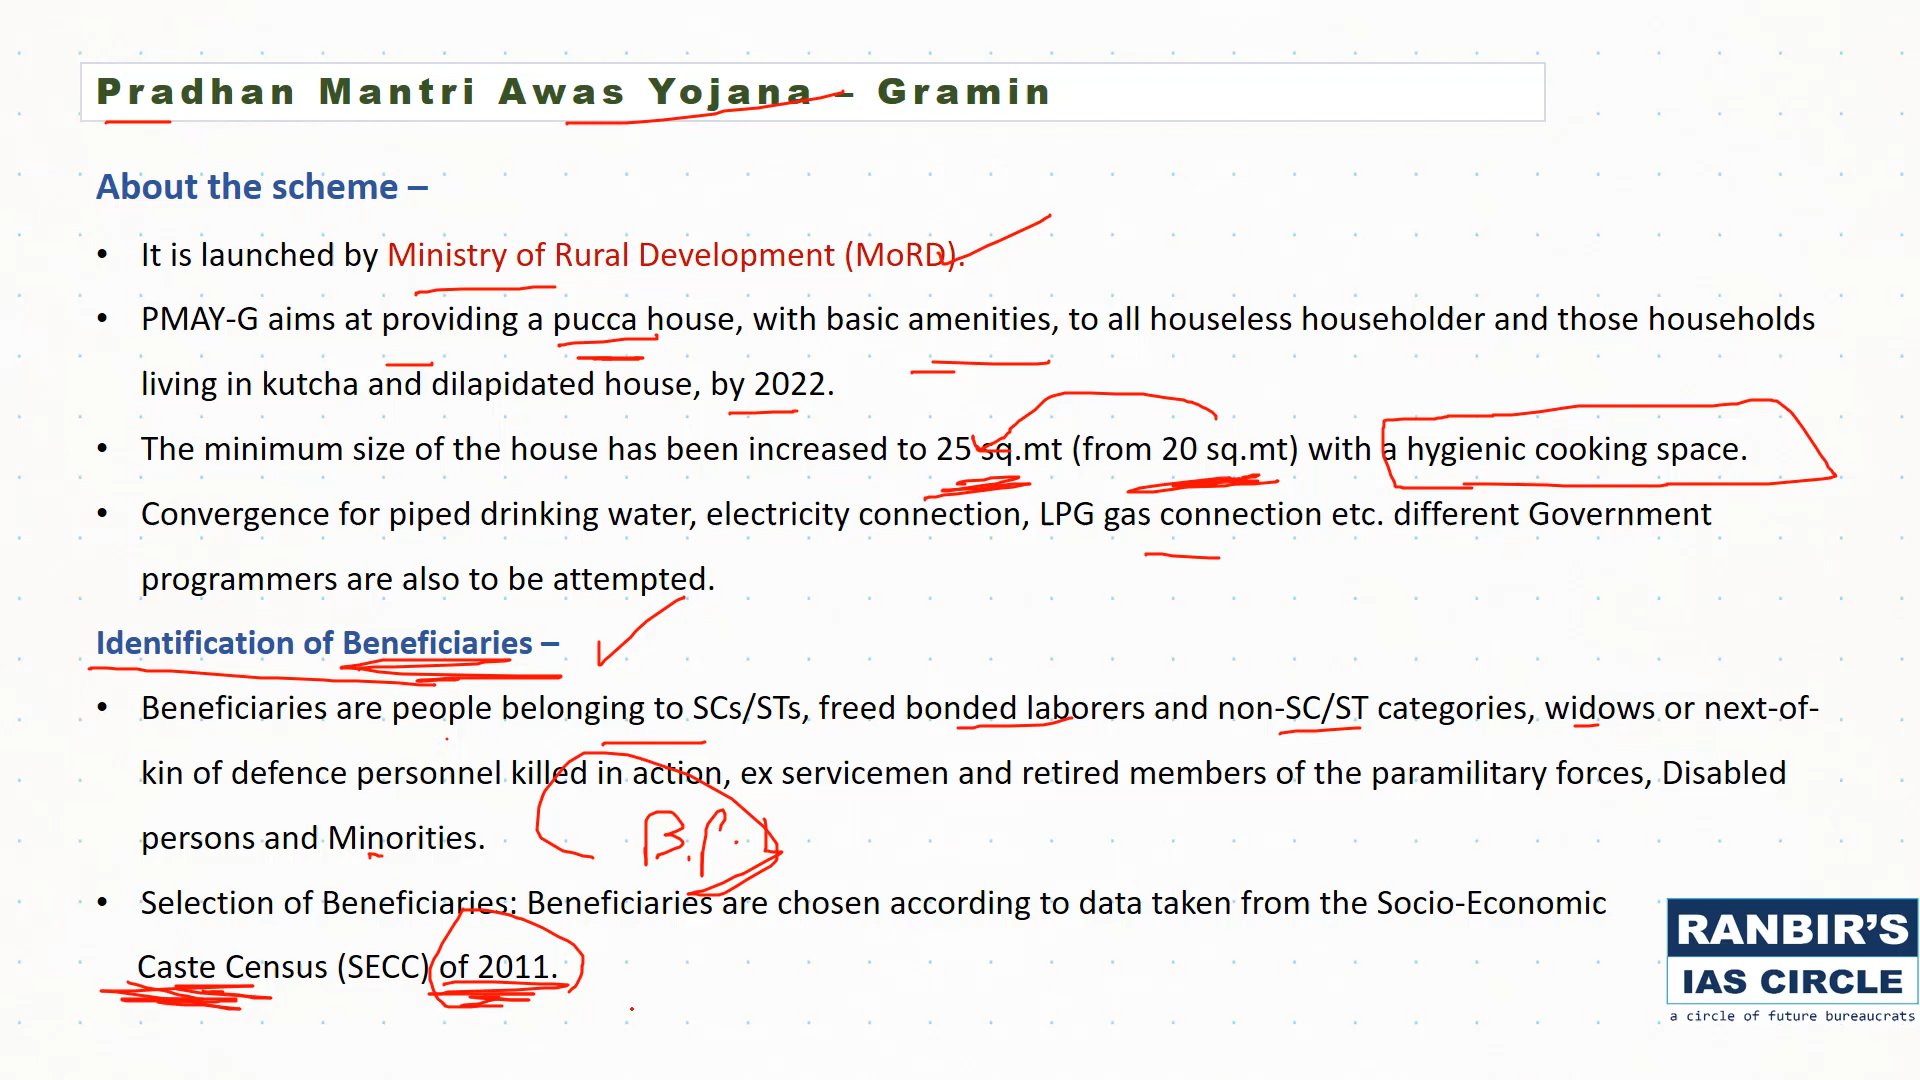 Pradhan Mantri Awas Yojana – Gramin
About the scheme –
• It is launched by Ministry of Rural Development (MoRD).
• PMAY-G aims at providing a pucca house, with basic amenities, to all houseless householder and those households
living in kutcha and dilapidated house, by 2022.
• The minimum size of the house has been increased to 25 sq.mt (from 20 sq.mt) with a hygienic cooking space.
• Convergence for piped drinking water, electricity connection, LPG gas connection etc. different Government
programmers are also to be attempted.
Identification of Beneficiaries –
• Beneficiaries are people belonging to SCs/STs, freed bonded laborers and non-SC/ST categories, widows or next-of-
kin of defence personnel killed in action, ex servicemen and retired members of the paramilitary forces, Disabled
persons and Minorities.
• Selection of Beneficiaries: Beneficiaries are chosen according to data taken from the Socio-Economic
Caste Census (SECC) of 2011.
RANBIR'S
IAS CIRCLE
a circle of future bureaucrats